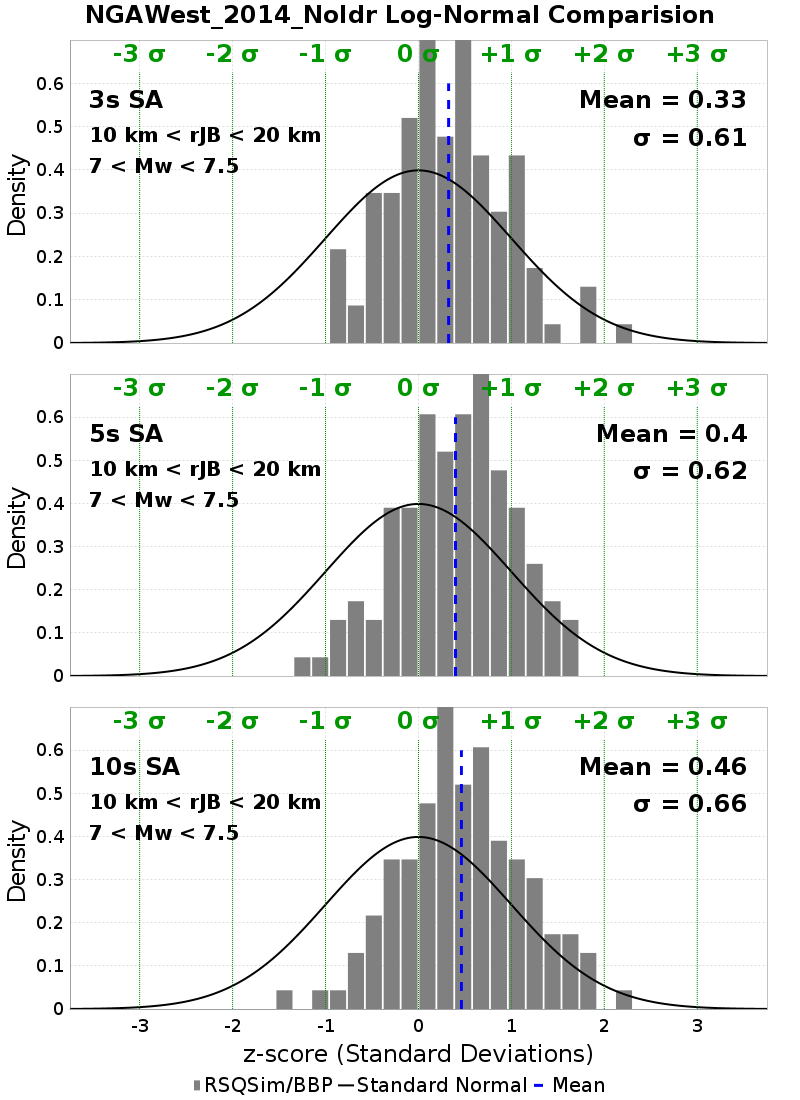 NGAWest_2014_NoIdr Log-Normal Comparision
-3 σ -2 σ -1 σ 0 σ +1 σ +2 σ +3 σ
0.6
3s SA Mean = 0.33
0.5
10 km < rJB < 20 km σ = 0.61
7 < Mw < 7.5
0.4
0.3
0.2
0.1
0
Density
-3 σ -2 σ -1 σ 0 σ +1 σ +2 σ +3 σ
0.6
5s SA Mean = 0.4
0.5
10 km < rJB < 20 km σ = 0.62
7 < Mw < 7.5
0.4
0.3
0.2
0.1
0
Density
-3 σ -2 σ -1 σ 0 σ +1 σ +2 σ +3 σ
0.6
10s SA Mean = 0.46
0.5
10 km < rJB < 20 km σ = 0.66
7 < Mw < 7.5
0.4
0.3
0.2
0.1
0
Density
-3 -2 -1 0 1 2 3
z-score (Standard Deviations)
RSQSim/BBP Standard Normal Mean